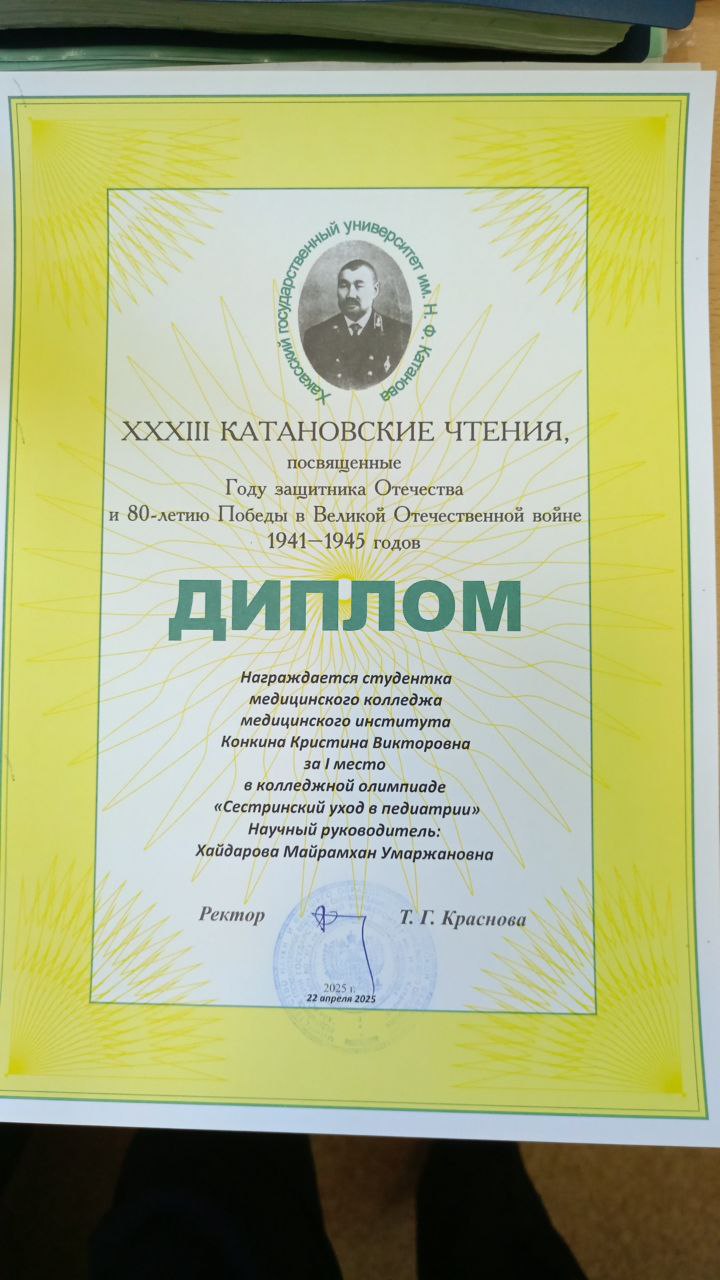 Хакасский государственный университет им. Н. Ф. Катанова
XXXIII КАТАНОВСКИЕ ЧТЕНИЯ,
посвященные
Году защитника Отечества
и 80-летию Победы в Великой Отечественной войне
1941—1945 годов
ДИПЛОМ
Награждается студентка
медицинского колледжа
медицинского института
Конкина Кристина Викторовна
за I место
в колледжной олимпиаде
«Сестринский уход в педиатрии»
Научный руководитель:
Хайдарова Майрамхан Умаржановна
Ректор Т. Г. Краснова
2025 г.
22 апреля 2025